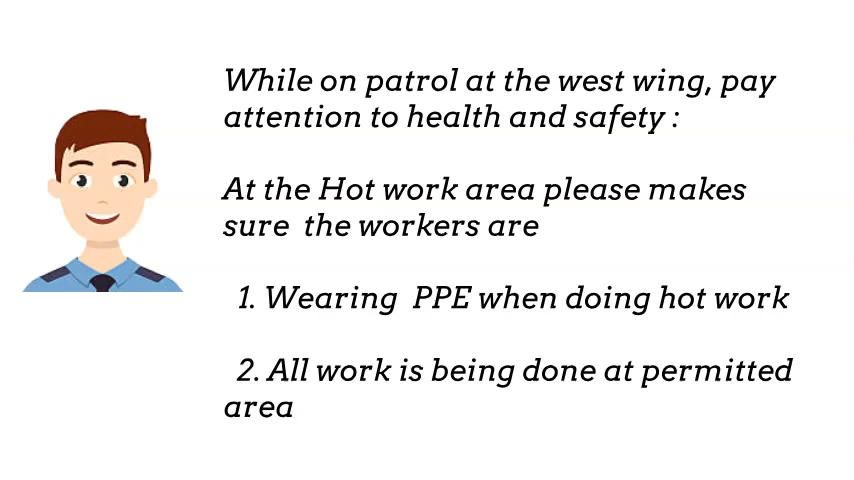 While on patrol at the west wing, pay
attention to health and safety :
At the Hot work area please makes
sure the workers are
1. Wearing PPE when doing hot work
2. All work is being done at permitted
area